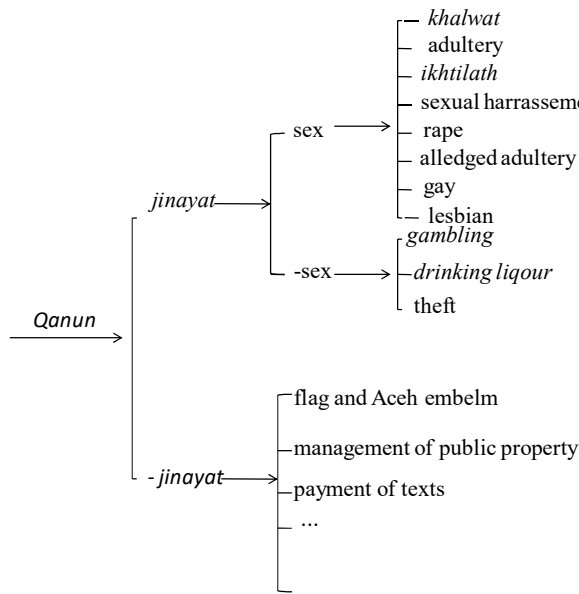 khalwat
adultery
ikhtilath
sexual harrasseme
sex
rape
alledged adultery
gay
jinayat
lesbian
gambling
-sex
drinking liqour
theft
Qanun
flag and Aceh embelm
management of public property
- jinayat
payment of texts
...